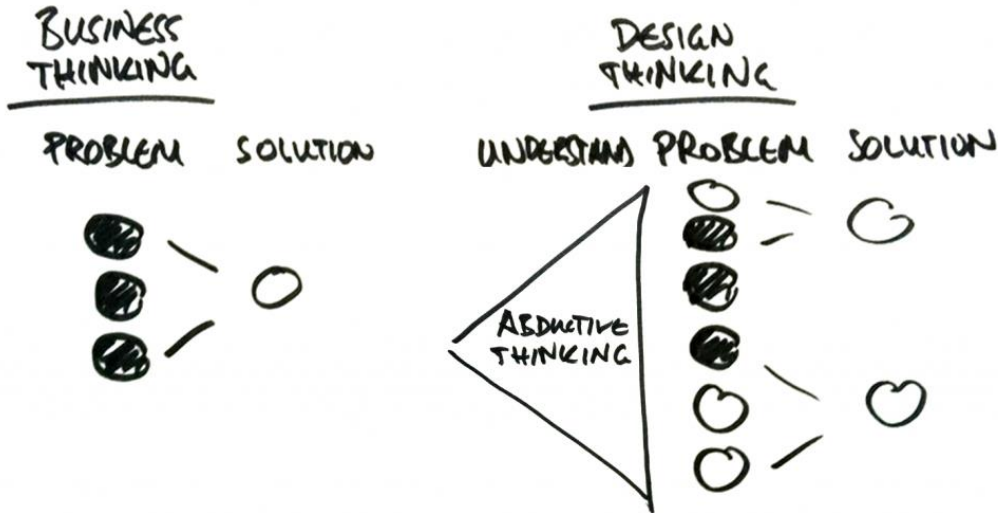 BUSINESS
THINKING
PROBLEM SOLUTION
DESIGN
THINKING
UNDERSTAND PROBLEM SOLUTION
ABDUCTIVE
THINKING